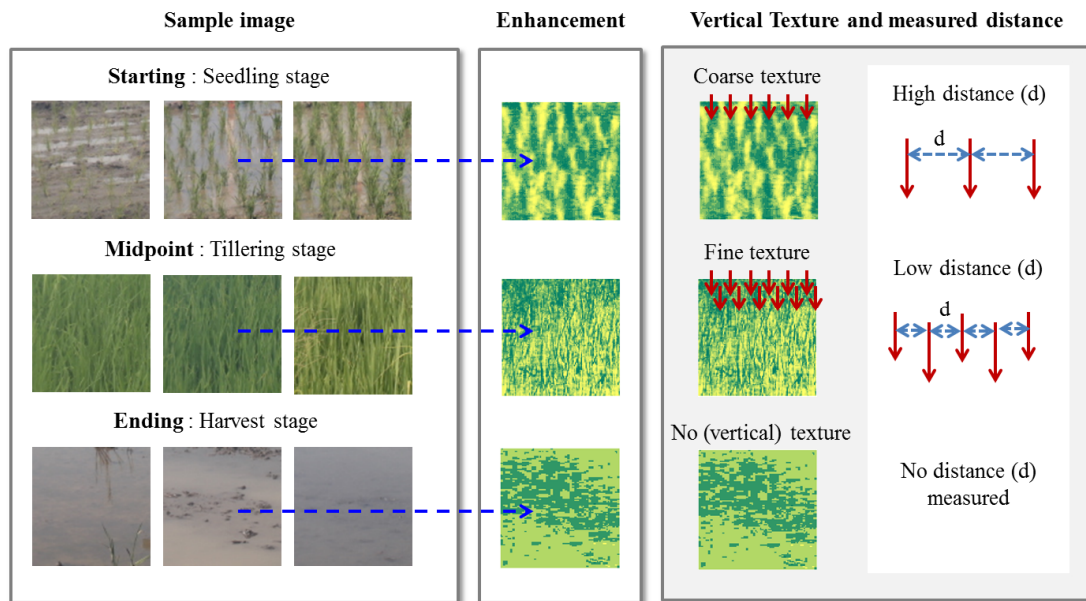 Sample image
Enhancement
Vertical Texture and measured distance
Starting : Seedling stage
Coarse texture
High distance (d)
d
Midpoint : Tillering stage
Fine texture
Low distance (d)
d
Ending : Harvest stage
No (vertical) texture
No distance (d)
measured